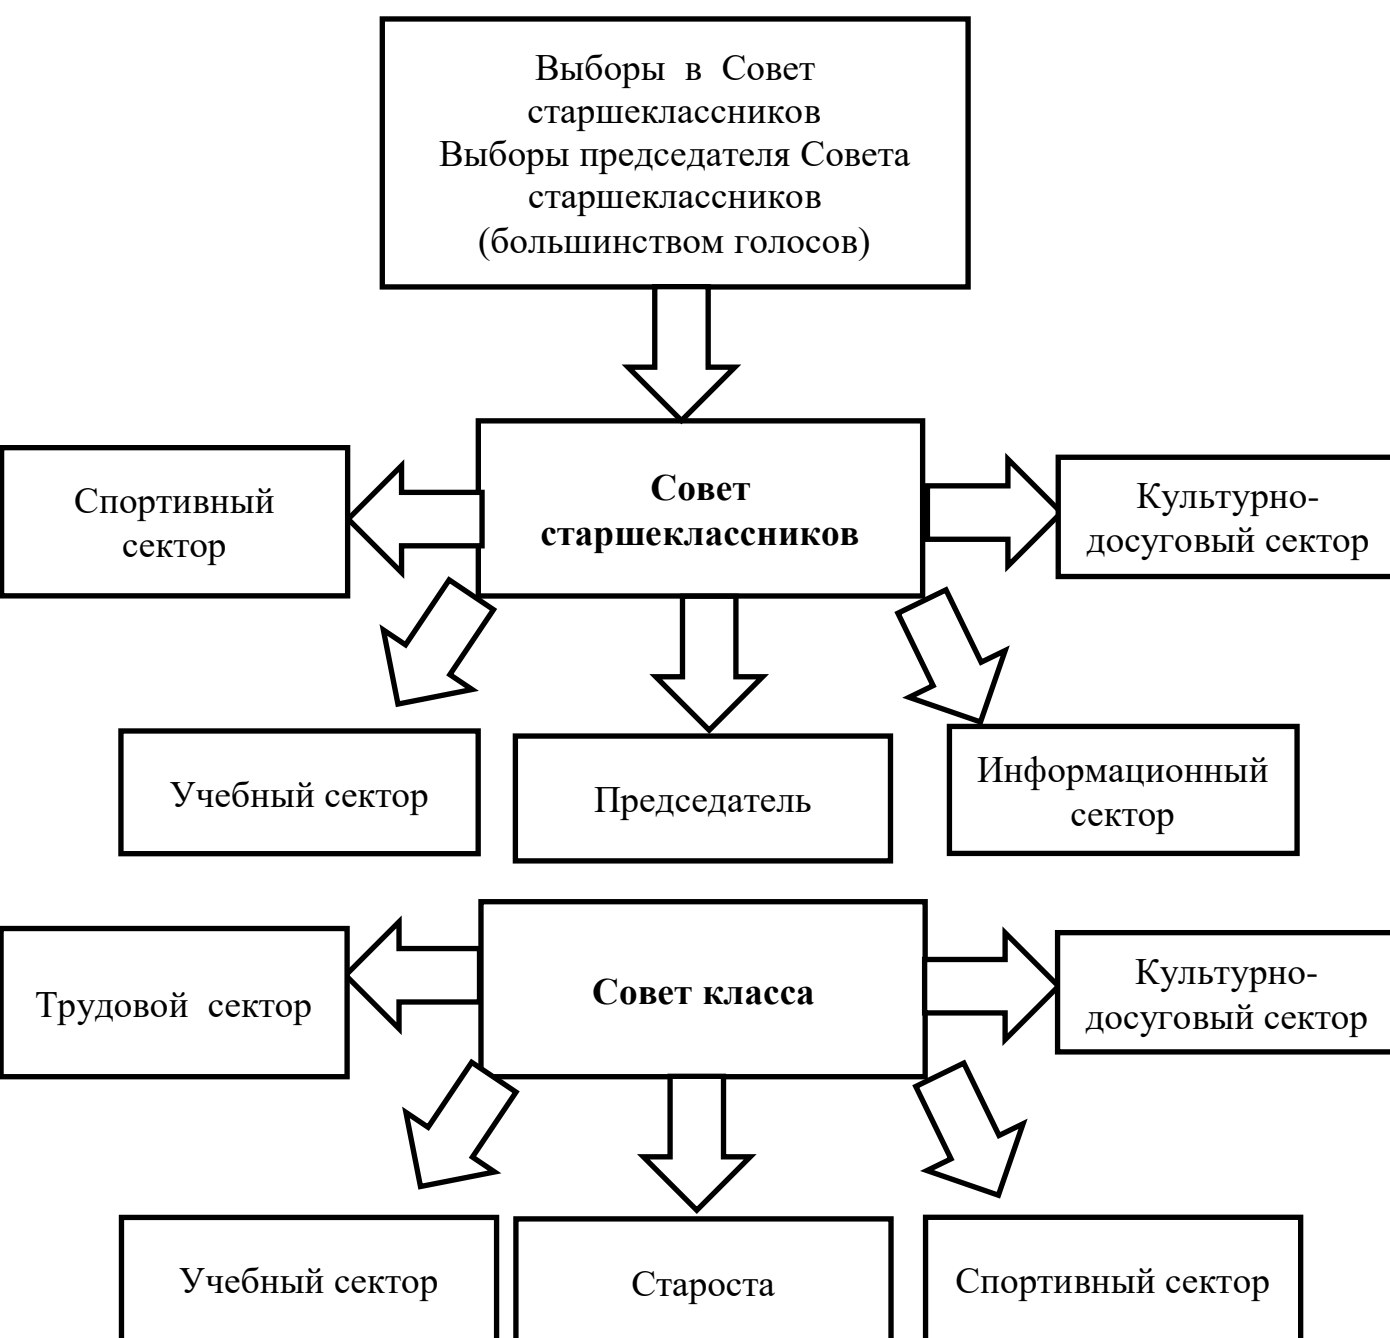 Выборы в Совет
старшеклассников
Выборы председателя Совета
старшеклассников
(большинством голосов)
Спортивный
сектор
Совет
старшеклассников
Культурно-
досуговый сектор
Учебный сектор
Председатель
Информационный
сектор
Трудовой сектор
Совет класса
Культурно-
досуговый сектор
Учебный сектор
Староста
Спортивный сектор